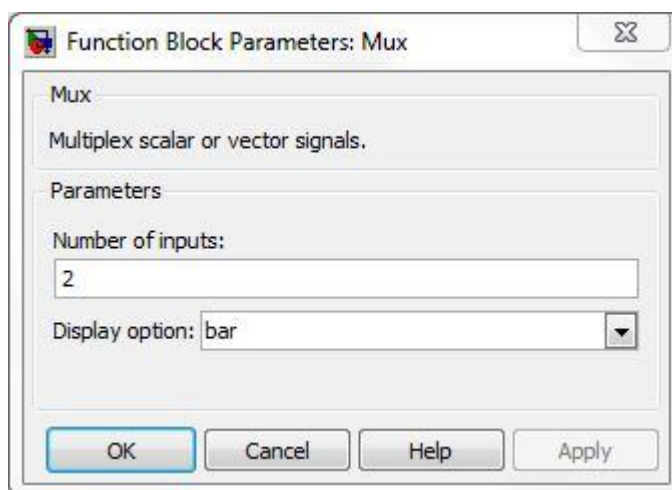 Function Block Parameters: Mux
Mux
Multiplex scalar or vector signals.
Parameters
Number of inputs:
2
Display option: bar
OK Cancel Help Apply